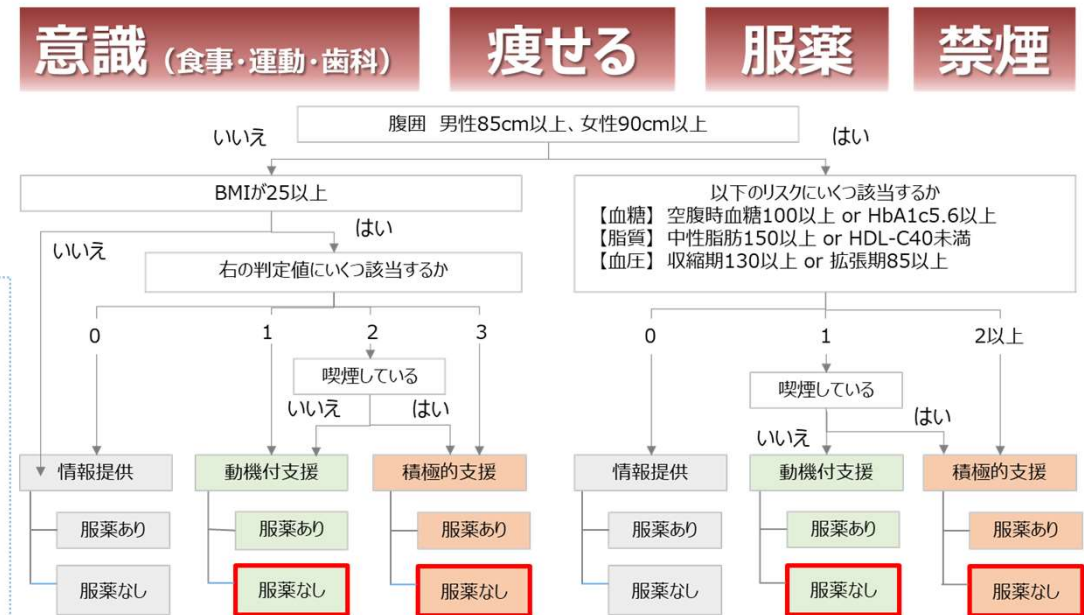 意識（食事・運動・歯科）
痩せる
服薬
禁煙
腹囲 男性85cm以上、女性90cm以上
いいえ
はい
BMIが25以上
以下のリスクにいくつ該当するか
【血糖】空腹時血糖100以上 or HbA1c5.6以上
【脂質】中性脂肪150以上 or HDL-C40未満
【血圧】収縮期130以上 or 拡張期85以上
いいえ
はい
右の判定値にいくつ該当するか
0
1
2
3
0
1
2以上
喫煙している
喫煙している
いいえ
はい
いいえ
はい
情報提供
動機付支援
積極的支援
情報提供
動機付支援
積極的支援
服薬あり
服薬あり
服薬あり
服薬あり
服薬あり
服薬あり
服薬なし
服薬なし
服薬なし
服薬なし
服薬なし
服薬なし